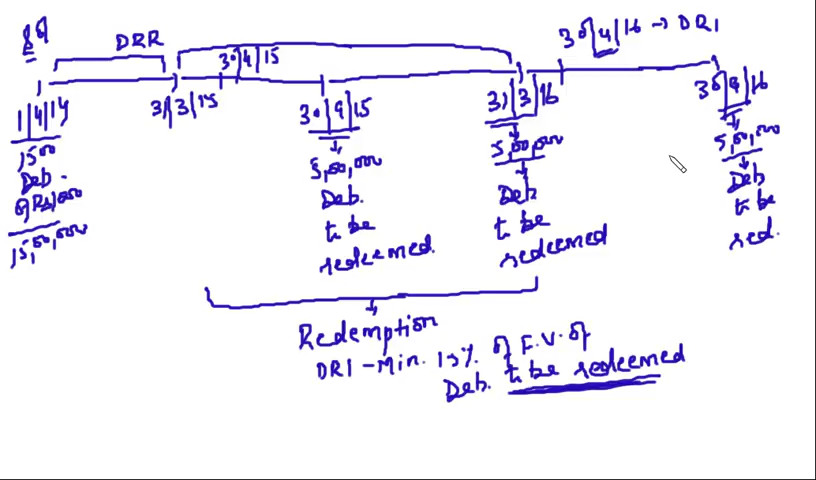 DRR
30/4/15
30/4/16 → DRI
1/4/14
31/3/15
30/9/15
31/3/16
30/9/16
1500
Deb.
of Rs1,000
15,00,000
5,00,000
Deb.
to be
redeemed.
5,00,000
Deb
to be
redeemed
5,00,000
Deb
to be
red.
Redemption
DRI - Min. 15% of F.V. of
Deb. to be redeemed